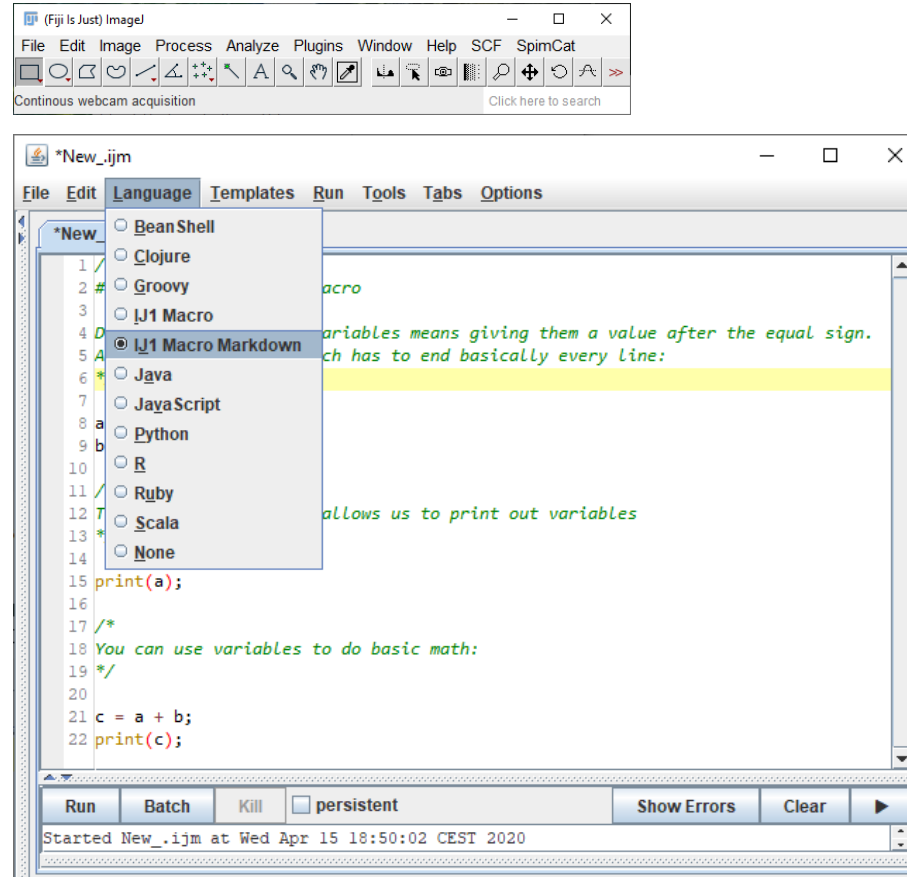 (Fiji Is Just) ImageJ
File Edit Image Process Analyze Plugins Window Help SCF SpimCat
A >>
Continous webcam acquisition Click here to search
*New_.ijm
File Edit Language Templates Run Tools Tabs Options
*New_
BeanShell
1 /
Clojure
2 # acro
Groovy
3
IJ1 Macro
4 D ariables means giving them a value after the equal sign.
IJ1 Macro Markdown
5 A ch has to end basically every line:
6 *
Java
7
JavaScript
8 a
Python
9 b
R
10
11 /
Ruby
12 T allows us to print out variables
Scala
13 *
None
14
15 print(a);
16
17 /*
18 You can use variables to do basic math:
19 */
20
21 c = a + b;
22 print(c);
Run Batch Kill persistent Show Errors Clear
Started New_.ijm at Wed Apr 15 18:50:02 CEST 2020